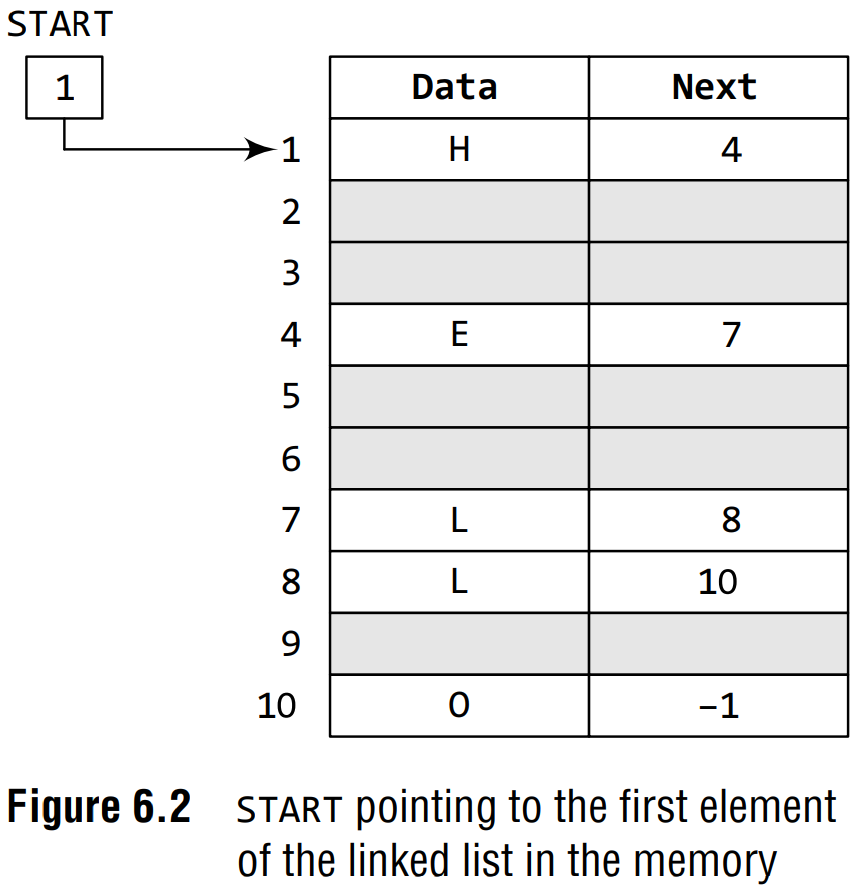 START
1
Data Next
1 H 4
2
3
4 E 7
5
6
7 L 8
8 L 10
9
10 O –1
Figure 6.2 START pointing to the first element
of the linked list in the memory